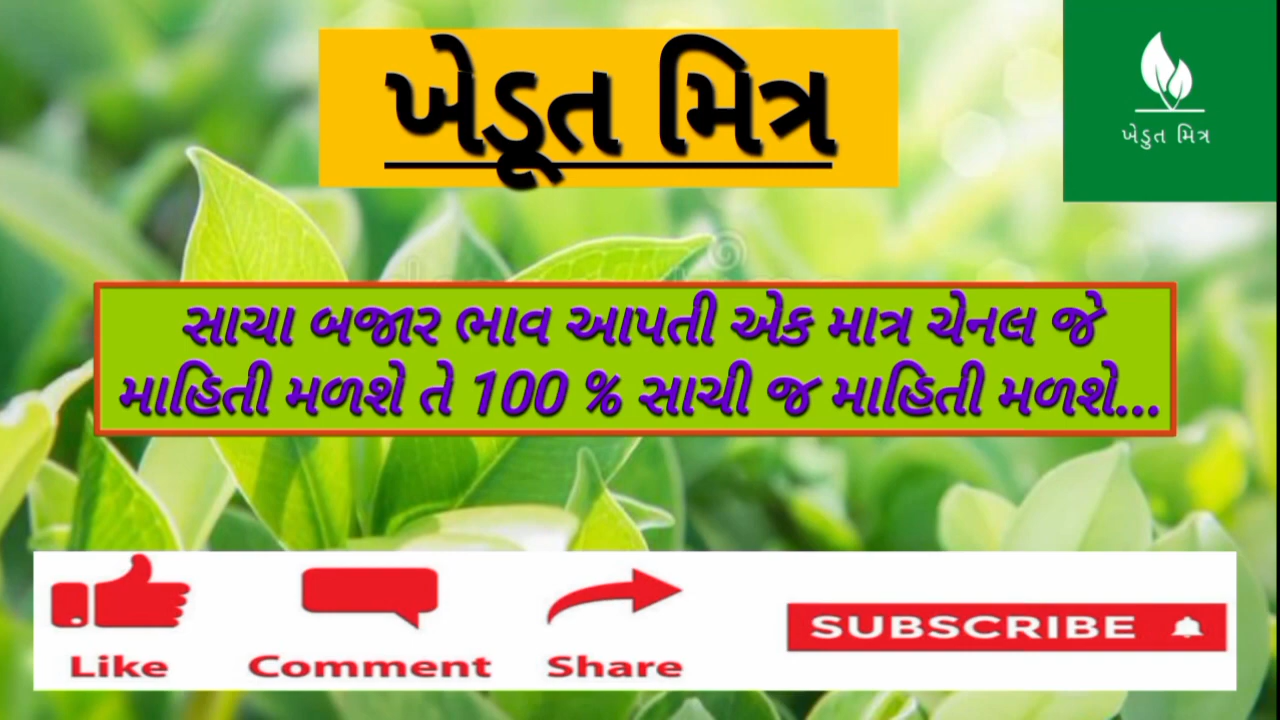 ખેડૂત મિત્ર
ખેડુત મિત્ર
સાચા બજાર ભાવ આપતી એક માત્ર ચેનલ જે
માહિતી મળશે તે 100 % સાચી જ માહિતી મળશે...
Like
Comment
Share
SUBSCRIBE